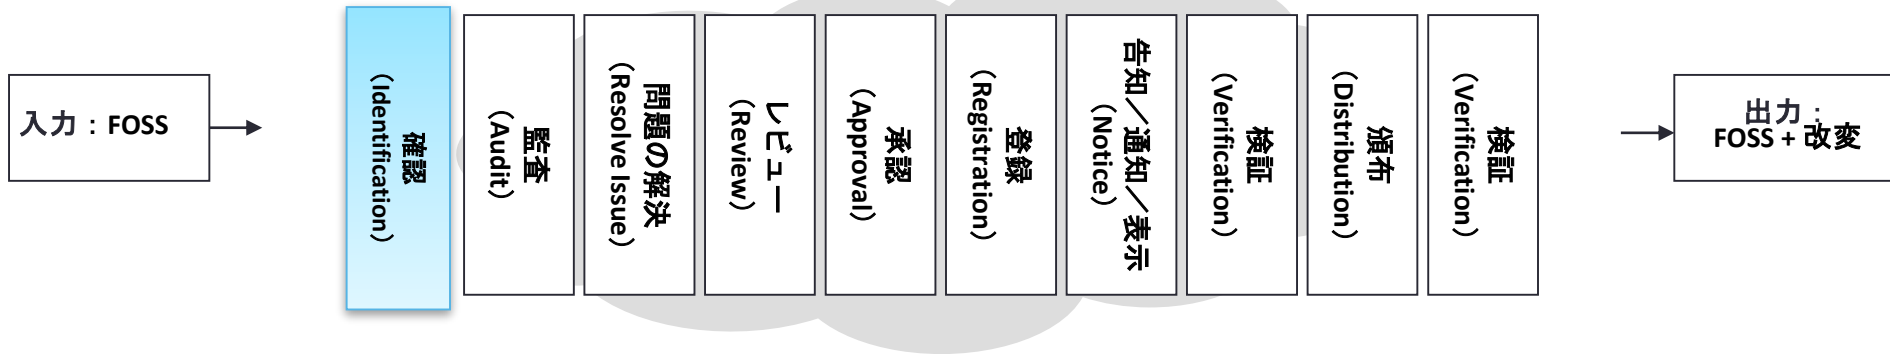 入力：FOSS
確認
（Identification）
監査
（Audit）
問題の解決
（Resolve Issue）
レビュー
（Review）
承認
（Approval）
登録
（Registration）
告知／通知／表示
（Notice）
検証
（Verification）
頒布
（Distribution）
検証
（Verification）
出力：
FOSS + 改変